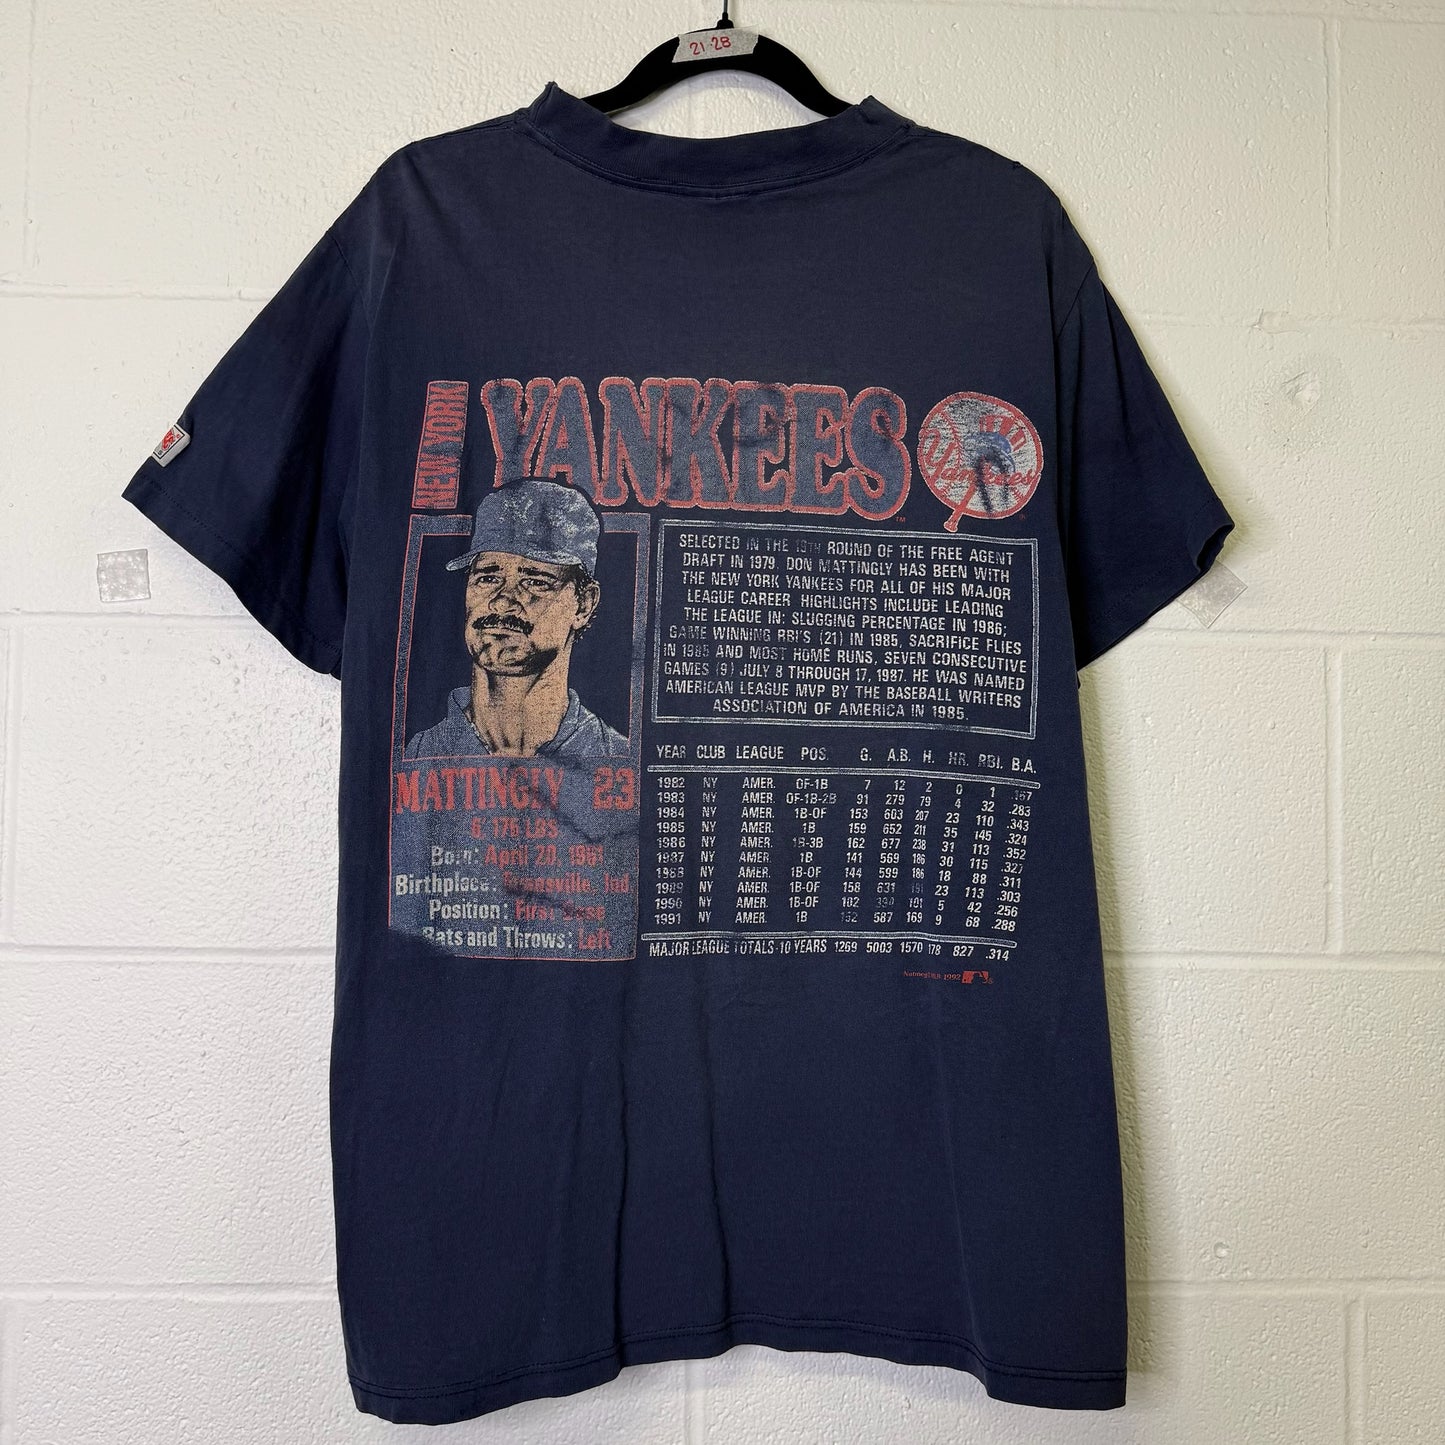 21-28
NEW YORK
YANKEES
TM
Yankees
®
SELECTED IN THE 19TH ROUND OF THE FREE AGENT
DRAFT IN 1979. DON MATTINGLY HAS BEEN WITH
THE NEW YORK YANKEES FOR ALL OF HIS MAJOR
LEAGUE CAREER. HIGHLIGHTS INCLUDE LEADING
THE LEAGUE IN: SLUGGING PERCENTAGE IN 1986;
GAME WINNING RBI'S (21) IN 1985, SACRIFICE FLIES
IN 1985 AND MOST HOME RUNS, SEVEN CONSECUTIVE
GAMES (9) JULY 8 THROUGH 17, 1987. HE WAS NAMED
AMERICAN LEAGUE MVP BY THE BASEBALL WRITERS
ASSOCIATION OF AMERICA IN 1985.
MATTINGLY 23
6' 175 LBS
Born: April 20, 1961
Birthplace: Evansville, Ind.
Position: First Base
Bats and Throws: Left
YEAR CLUB LEAGUE POS. G. A.B. H. HR. RBI. B.A.
1982 NY AMER. OF-1B 7 12 2 0 1 .167
1983 NY AMER. OF-1B-2B 91 279 79 4 32 .283
1984 NY AMER. 1B-OF 153 603 207 23 110 .343
1985 NY AMER. 1B 159 652 211 35 145 .324
1986 NY AMER. 1B-3B 162 677 238 31 113 .352
1987 NY AMER. 1B 141 569 186 30 115 .327
1988 NY AMER. 1B-OF 144 599 186 18 88 .311
1989 NY AMER. 1B-OF 158 631 191 23 113 .303
1990 NY AMER. 1B-OF 102 394 101 5 42 .256
1991 NY AMER. 1B 152 587 169 9 68 .288
MAJOR LEAGUE TOTALS-10 YEARS 1269 5003 1570 178 827 .314
1992
®